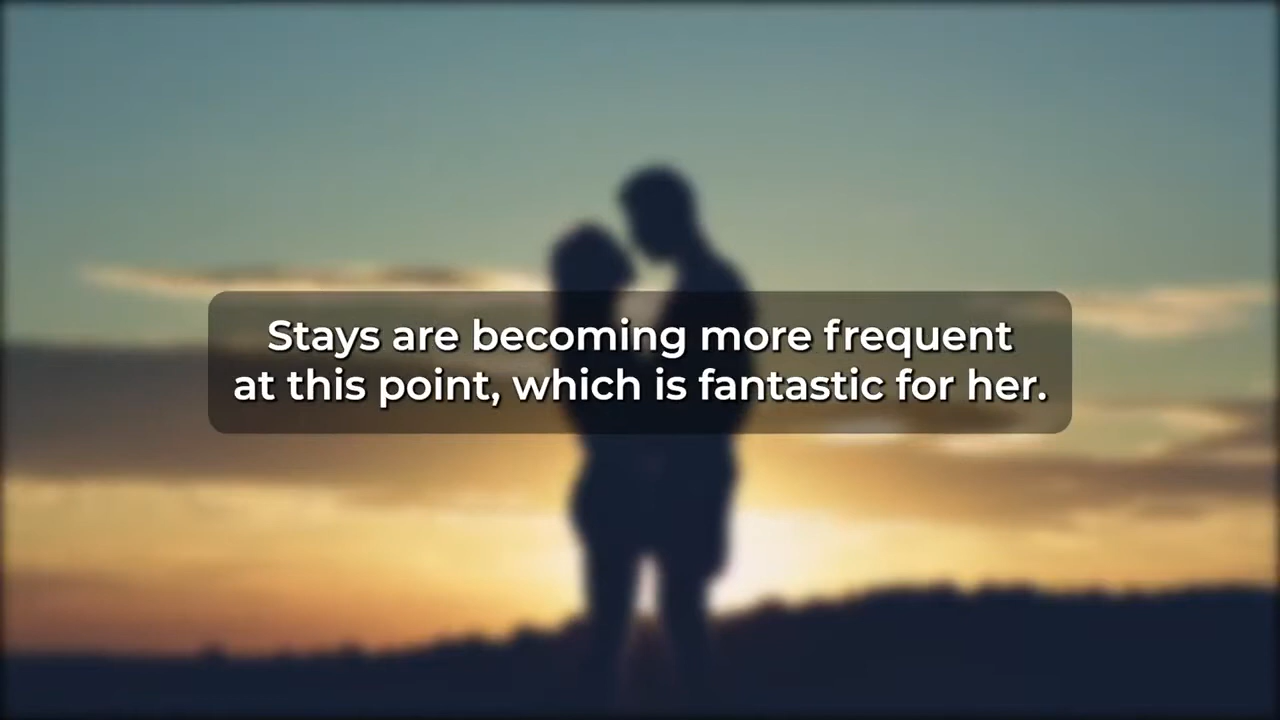 Stays are becoming more frequent
at this point, which is fantastic for her.